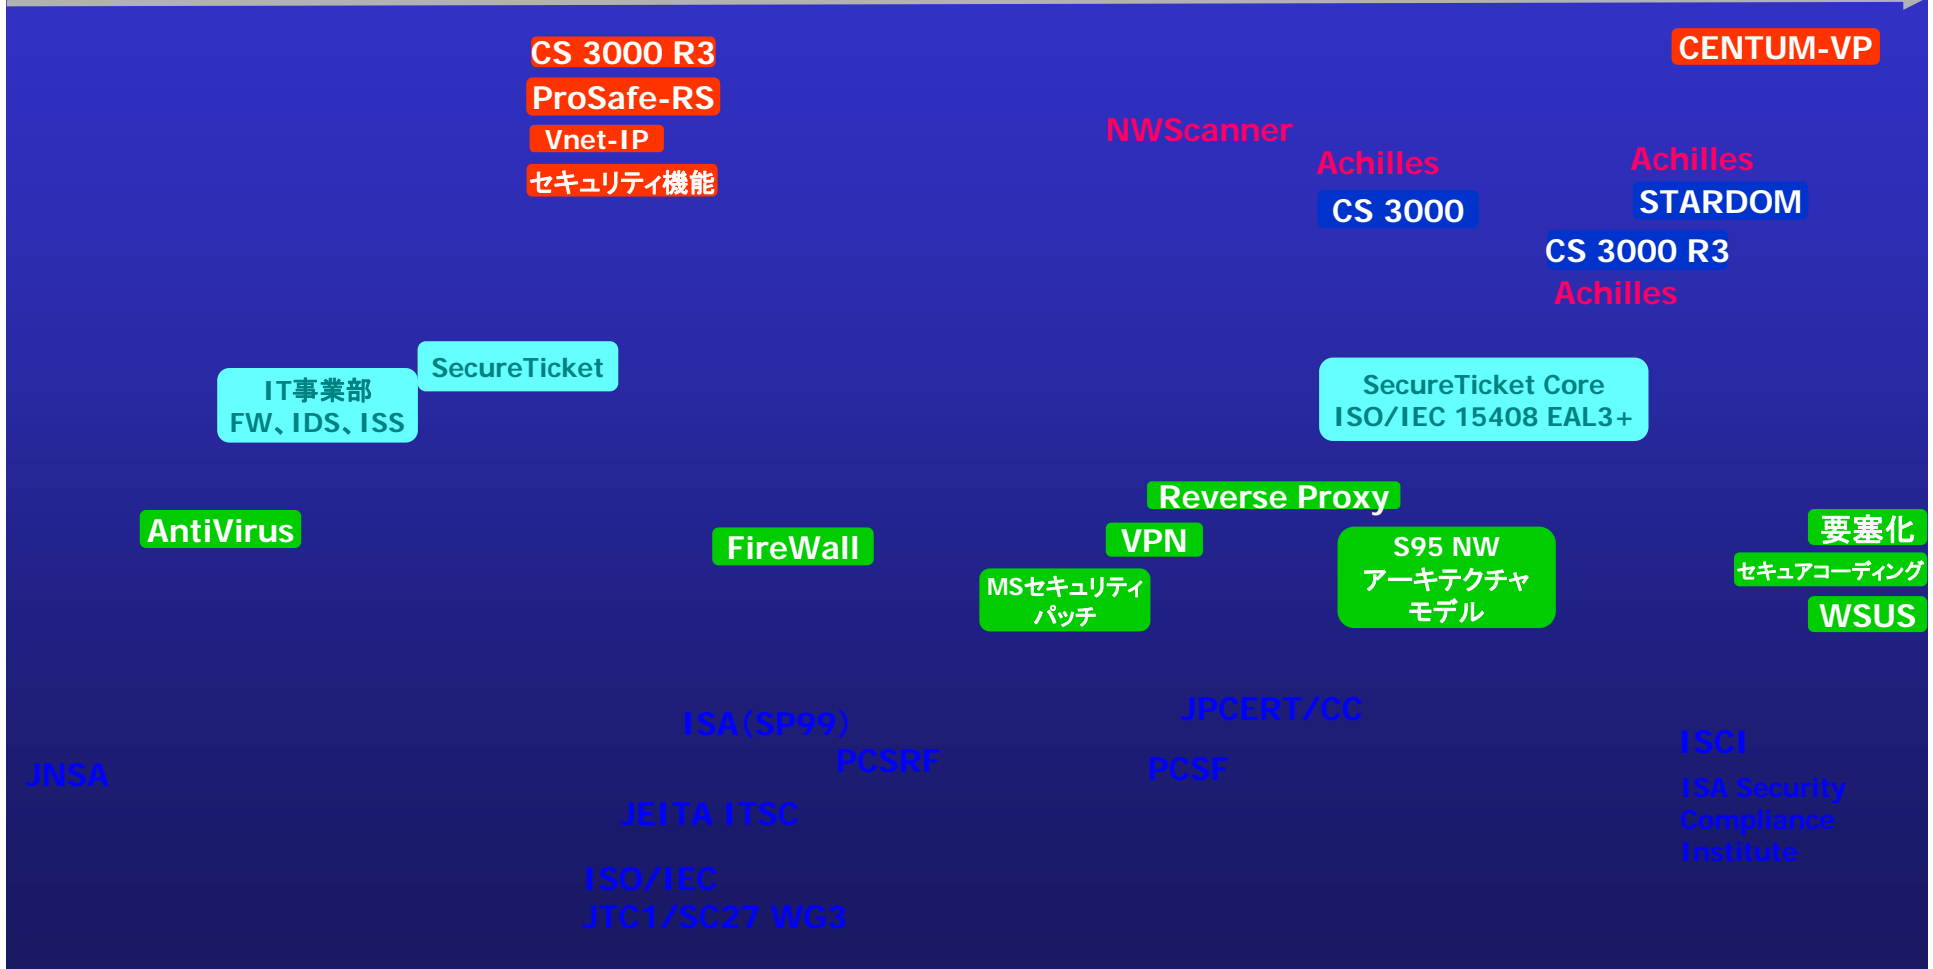 CS 3000 R3
ProSafe-RS
Vnet-IP
セキュリティ機能
CENTUM-VP
NWScanner
Achilles
CS 3000
Achilles
STARDOM
CS 3000 R3
Achilles
SecureTicket
IT事業部
FW、IDS、ISS
SecureTicket Core
ISO/IEC 15408 EAL3+
AntiVirus
FireWall
Reverse Proxy
VPN
MSセキュリティ
パッチ
S95 NW
アーキテクチャ
モデル
要塞化
セキュアコーディング
WSUS
JNSA
ISA(SP99)
PCSRF
JEITA ITSC
ISO/IEC
JTC1/SC27 WG3
JPCERT/CC
PCSF
ISCI
ISA Security
Compliance
Institute